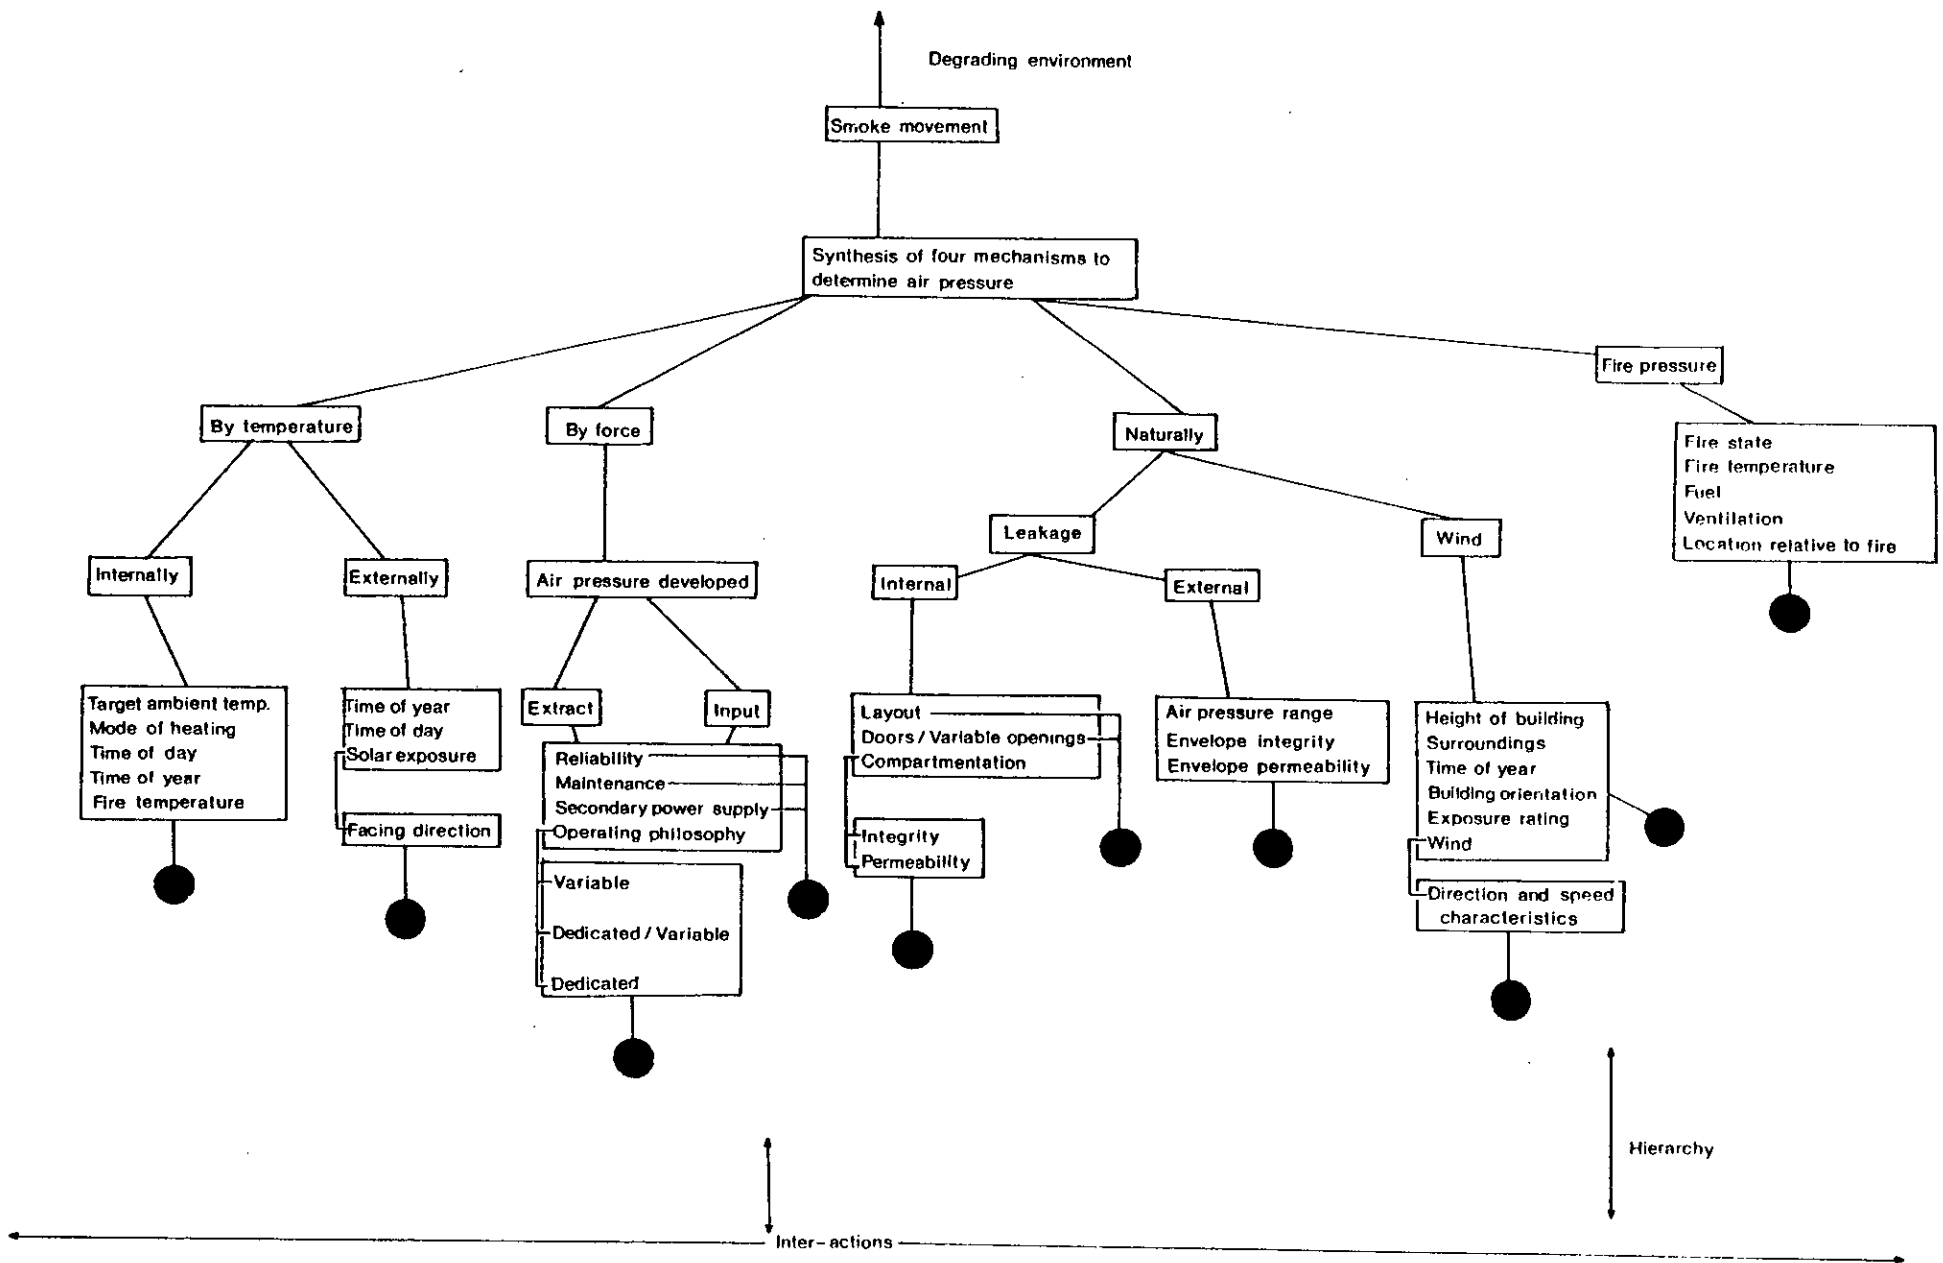 Degrading environment
Smoke movement
Synthesis of four mechanisms to
determine air pressure
Fire pressure
By temperature
By force
Naturally
Fire state
Fire temperature
Fuel
Ventilation
Location relative to fire
Leakage
Wind
Internally
Externally
Air pressure developed
Internal
External
Target ambient temp.
Mode of heating
Time of day
Time of year
Fire temperature
Time of year
Time of day
Solar exposure
Facing direction
Extract
Input
Reliability
Maintenance
Secondary power supply
Operating philosophy
Variable
Dedicated / Variable
Dedicated
Layout
Doors / Variable openings
Compartmentation
Integrity
Permeability
Air pressure range
Envelope integrity
Envelope permeability
Height of building
Surroundings
Time of year
Building orientation
Exposure rating
Wind
Direction and speed
characteristics
Hierarchy
Inter-actions